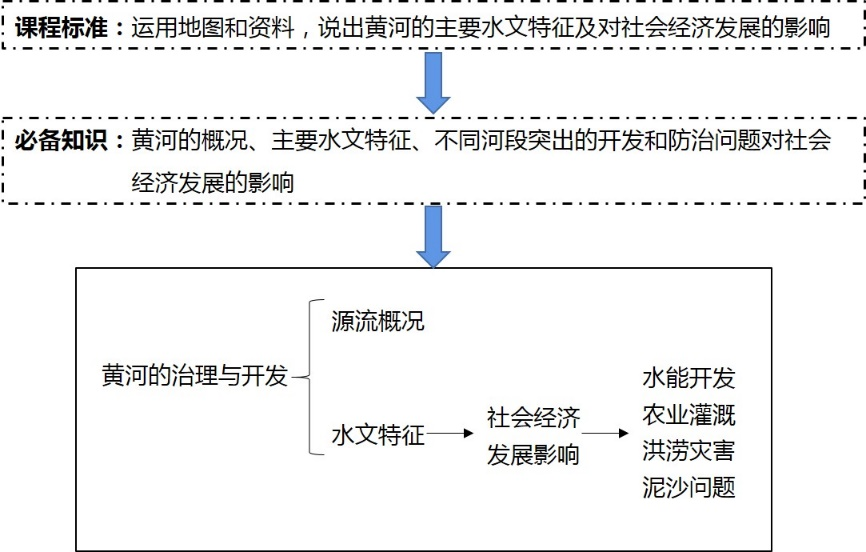 课程标准：运用地图和资料，说出黄河的主要水文特征及对社会经济发展的影响
必备知识：黄河的概况、主要水文特征、不同河段突出的开发和防治问题对社会
经济发展的影响
黄河的治理与开发
源流概况
水文特征
社会经济
发展影响
水能开发
农业灌溉
洪涝灾害
泥沙问题